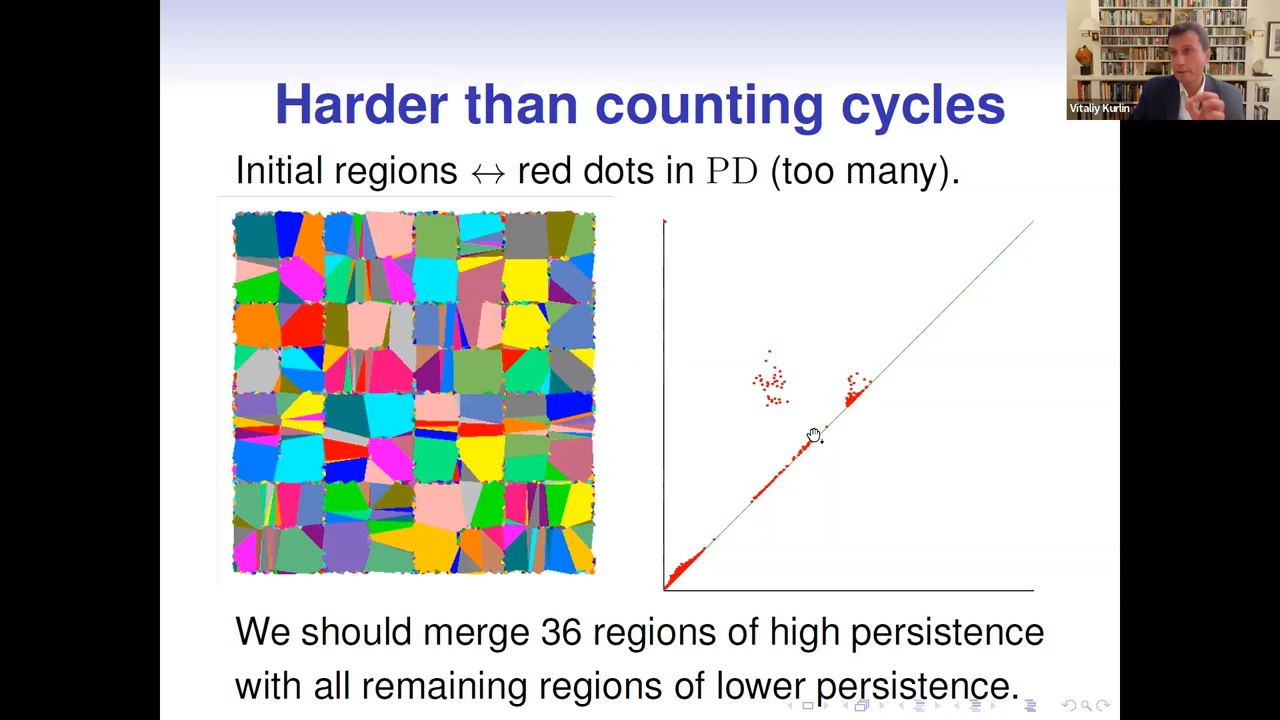 Harder than counting cycles
Vitaliy Kurlin
Initial regions ↔ red dots in PD (too many).
We should merge 36 regions of high persistence
with all remaining regions of lower persistence.